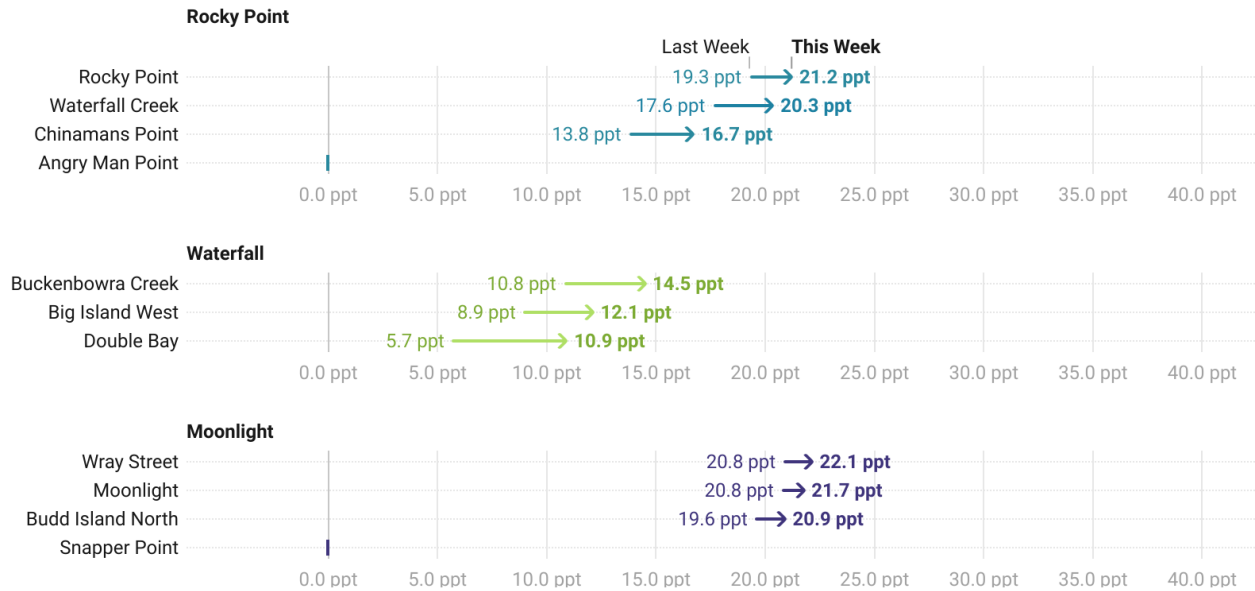 Rocky Point
Last Week This Week
Rocky Point 19.3 ppt 21.2 ppt
Waterfall Creek 17.6 ppt 20.3 ppt
Chinamans Point 13.8 ppt 16.7 ppt
Angry Man Point
0.0 ppt 5.0 ppt 10.0 ppt 15.0 ppt 20.0 ppt 25.0 ppt 30.0 ppt 35.0 ppt 40.0 ppt
Waterfall
Buckenbowra Creek 10.8 ppt 14.5 ppt
Big Island West 8.9 ppt 12.1 ppt
Double Bay 5.7 ppt 10.9 ppt
0.0 ppt 5.0 ppt 10.0 ppt 15.0 ppt 20.0 ppt 25.0 ppt 30.0 ppt 35.0 ppt 40.0 ppt
Moonlight
Wray Street 20.8 ppt 22.1 ppt
Moonlight 20.8 ppt 21.7 ppt
Budd Island North 19.6 ppt 20.9 ppt
Snapper Point
0.0 ppt 5.0 ppt 10.0 ppt 15.0 ppt 20.0 ppt 25.0 ppt 30.0 ppt 35.0 ppt 40.0 ppt